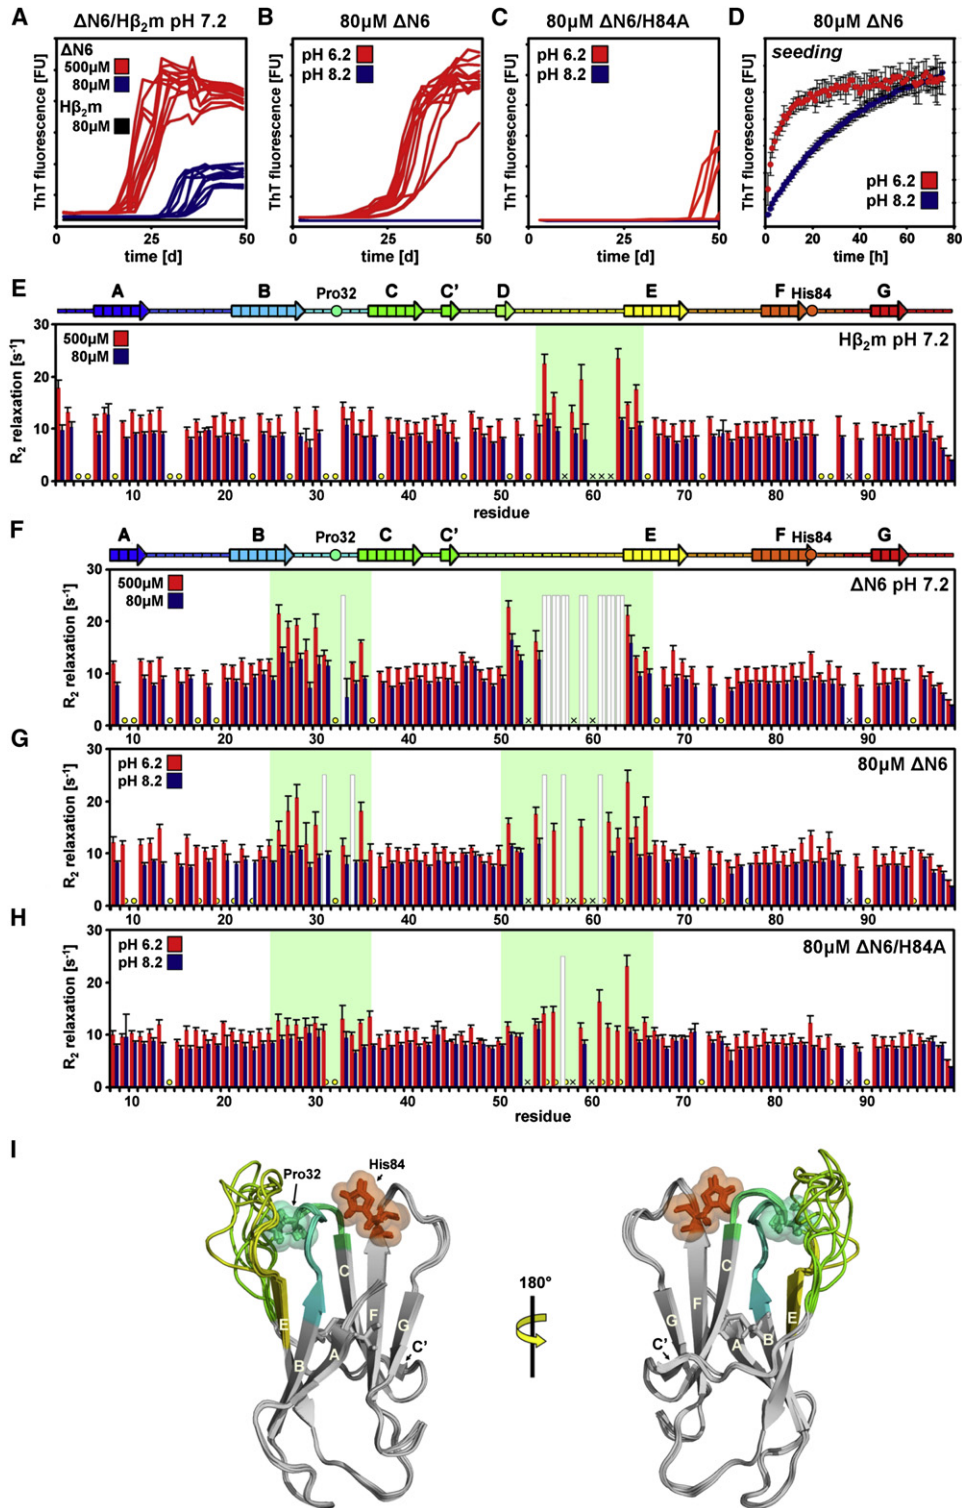 A
ΔN6/Hβ2m pH 7.2
ΔN6
500μM
80μM
Hβ2m
80μM
ThT fluorescence [FU]
0 25 50
time [d]
B
80μM ΔN6
pH 6.2
pH 8.2
ThT fluorescence [FU]
0 25 50
time [d]
C
80μM ΔN6/H84A
pH 6.2
pH 8.2
ThT fluorescence [FU]
0 25 50
time [d]
D
80μM ΔN6
seeding
pH 6.2
pH 8.2
ThT fluorescence [FU]
0 20 40 60 80
time [h]
E
A B Pro32 C C' D E F His84 G
500μM
80μM
Hβ2m pH 7.2
R2 relaxation [s-1]
30
20
10
0
10 20 30 40 50 60 70 80 90
residue
F
A B Pro32 C C' E F His84 G
500μM
80μM
ΔN6 pH 7.2
R2 relaxation [s-1]
30
20
10
0
10 20 30 40 50 60 70 80 90
G
pH 6.2
pH 8.2
80μM ΔN6
R2 relaxation [s-1]
30
20
10
0
10 20 30 40 50 60 70 80 90
H
pH 6.2
pH 8.2
80μM ΔN6/H84A
R2 relaxation [s-1]
30
20
10
0
10 20 30 40 50 60 70 80 90
residue
I
Pro32
His84
E B A C F G C'
180°
His84
Pro32
G F C A B E C'